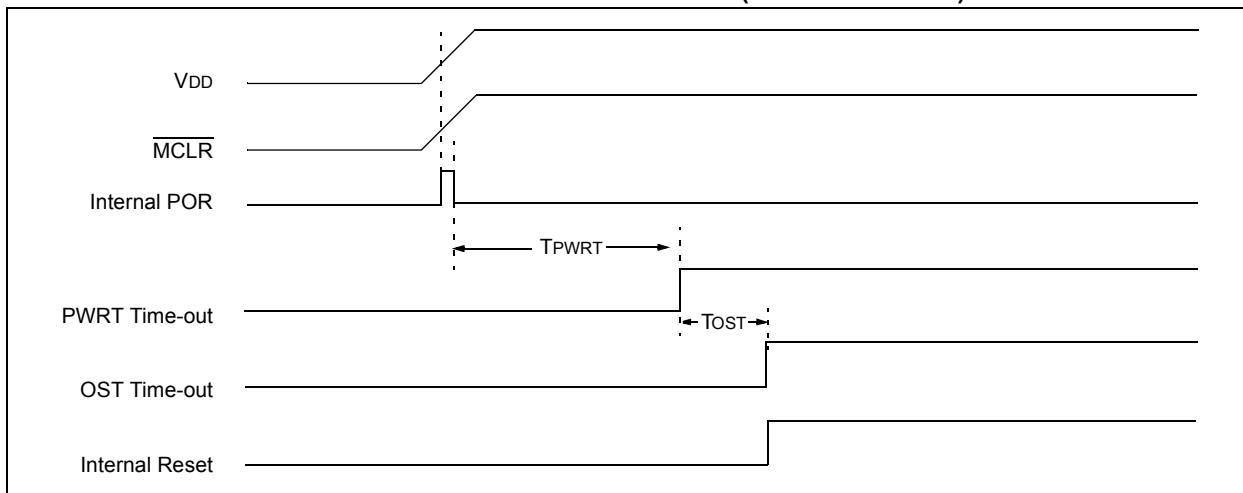 VDD
MCLR
Internal POR
TPWRT
PWRT Time-out
TOST
OST Time-out
Internal Reset